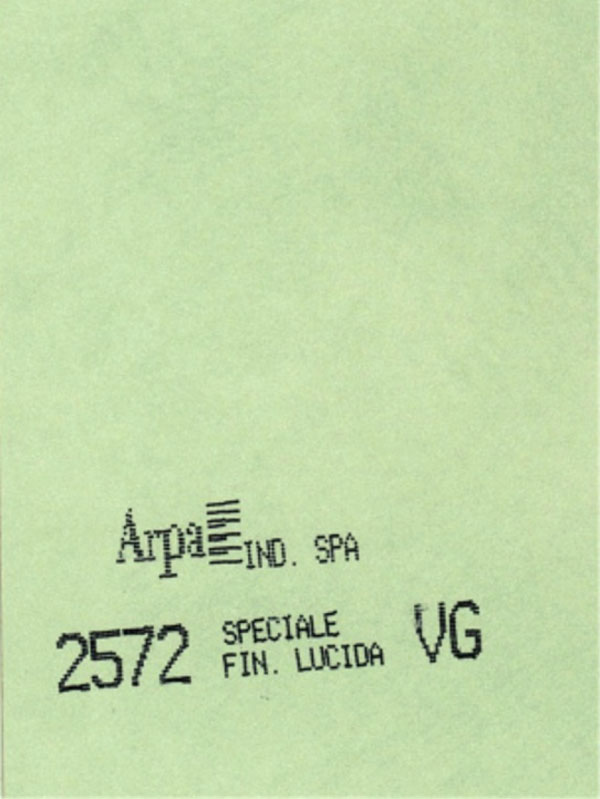 Arpa IND. SPA
2572 SPECIALE VG
FIN. LUCIDA